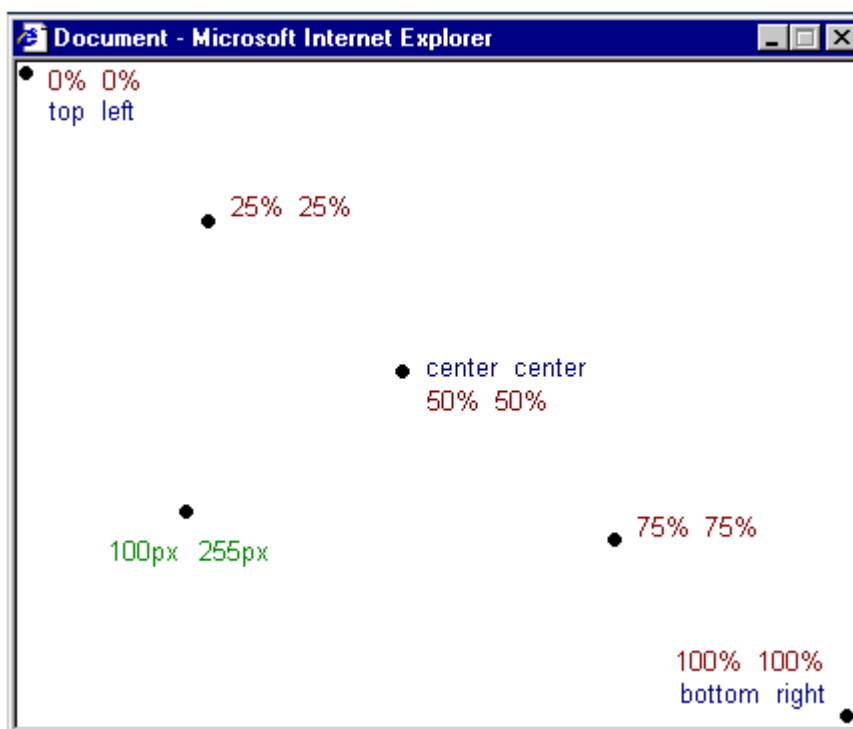 Document - Microsoft Internet Explorer
0% 0%
top left
25% 25%
center center
50% 50%
100px 255px
75% 75%
100% 100%
bottom right